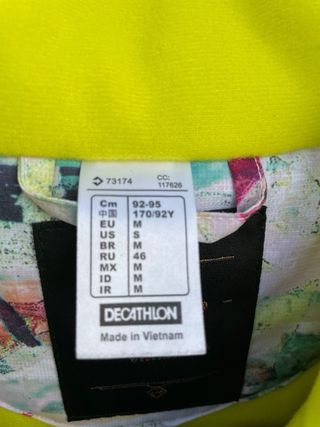 73174 CC: 117626
Cm 92-95
中国 170/92Y
EU M
US S
BR M
RU 46
MX M
ID M
IR M
DECATHLON
Made in Vietnam